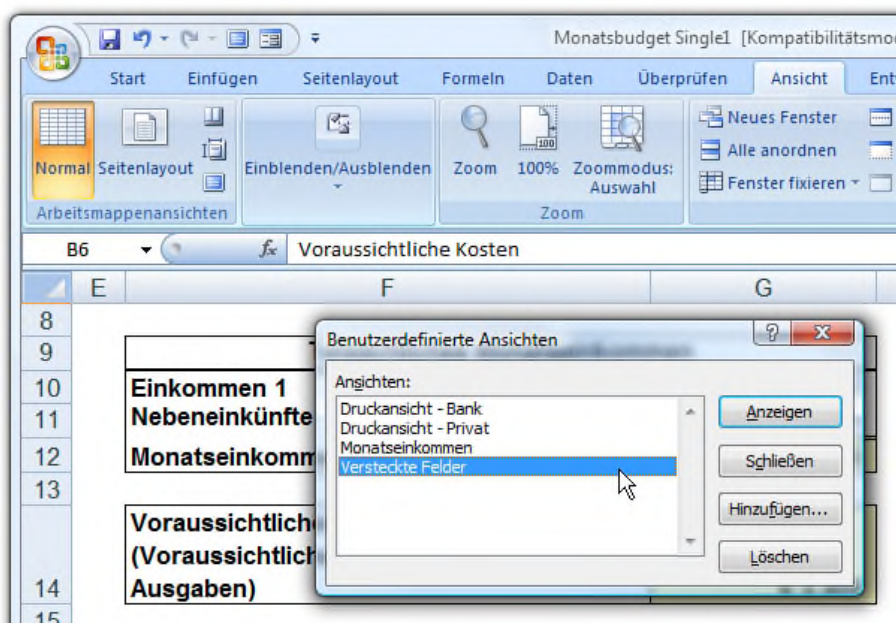 Monatsbudget Single1 [Kompatibilitätsmo
Start Einfügen Seitenlayout Formeln Daten Überprüfen Ansicht Ent
Normal Seitenlayout Einblenden/Ausblenden Zoom 100% Zoommodus: Auswahl
Neues Fenster
Alle anordnen
Fenster fixieren
Arbeitsmappenansichten Zoom
B6 fx Voraussichtliche Kosten
E F G
8
9
10 Einkommen 1
11 Nebeneinkünfte
12 Monatseinkomm
13
Voraussichtlich
(Voraussichtlich
14 Ausgaben)
15
Benutzerdefinierte Ansichten
Ansichten:
Druckansicht - Bank
Druckansicht - Privat
Monatseinkommen
Versteckte Felder
Anzeigen
Schließen
Hinzufügen...
Löschen